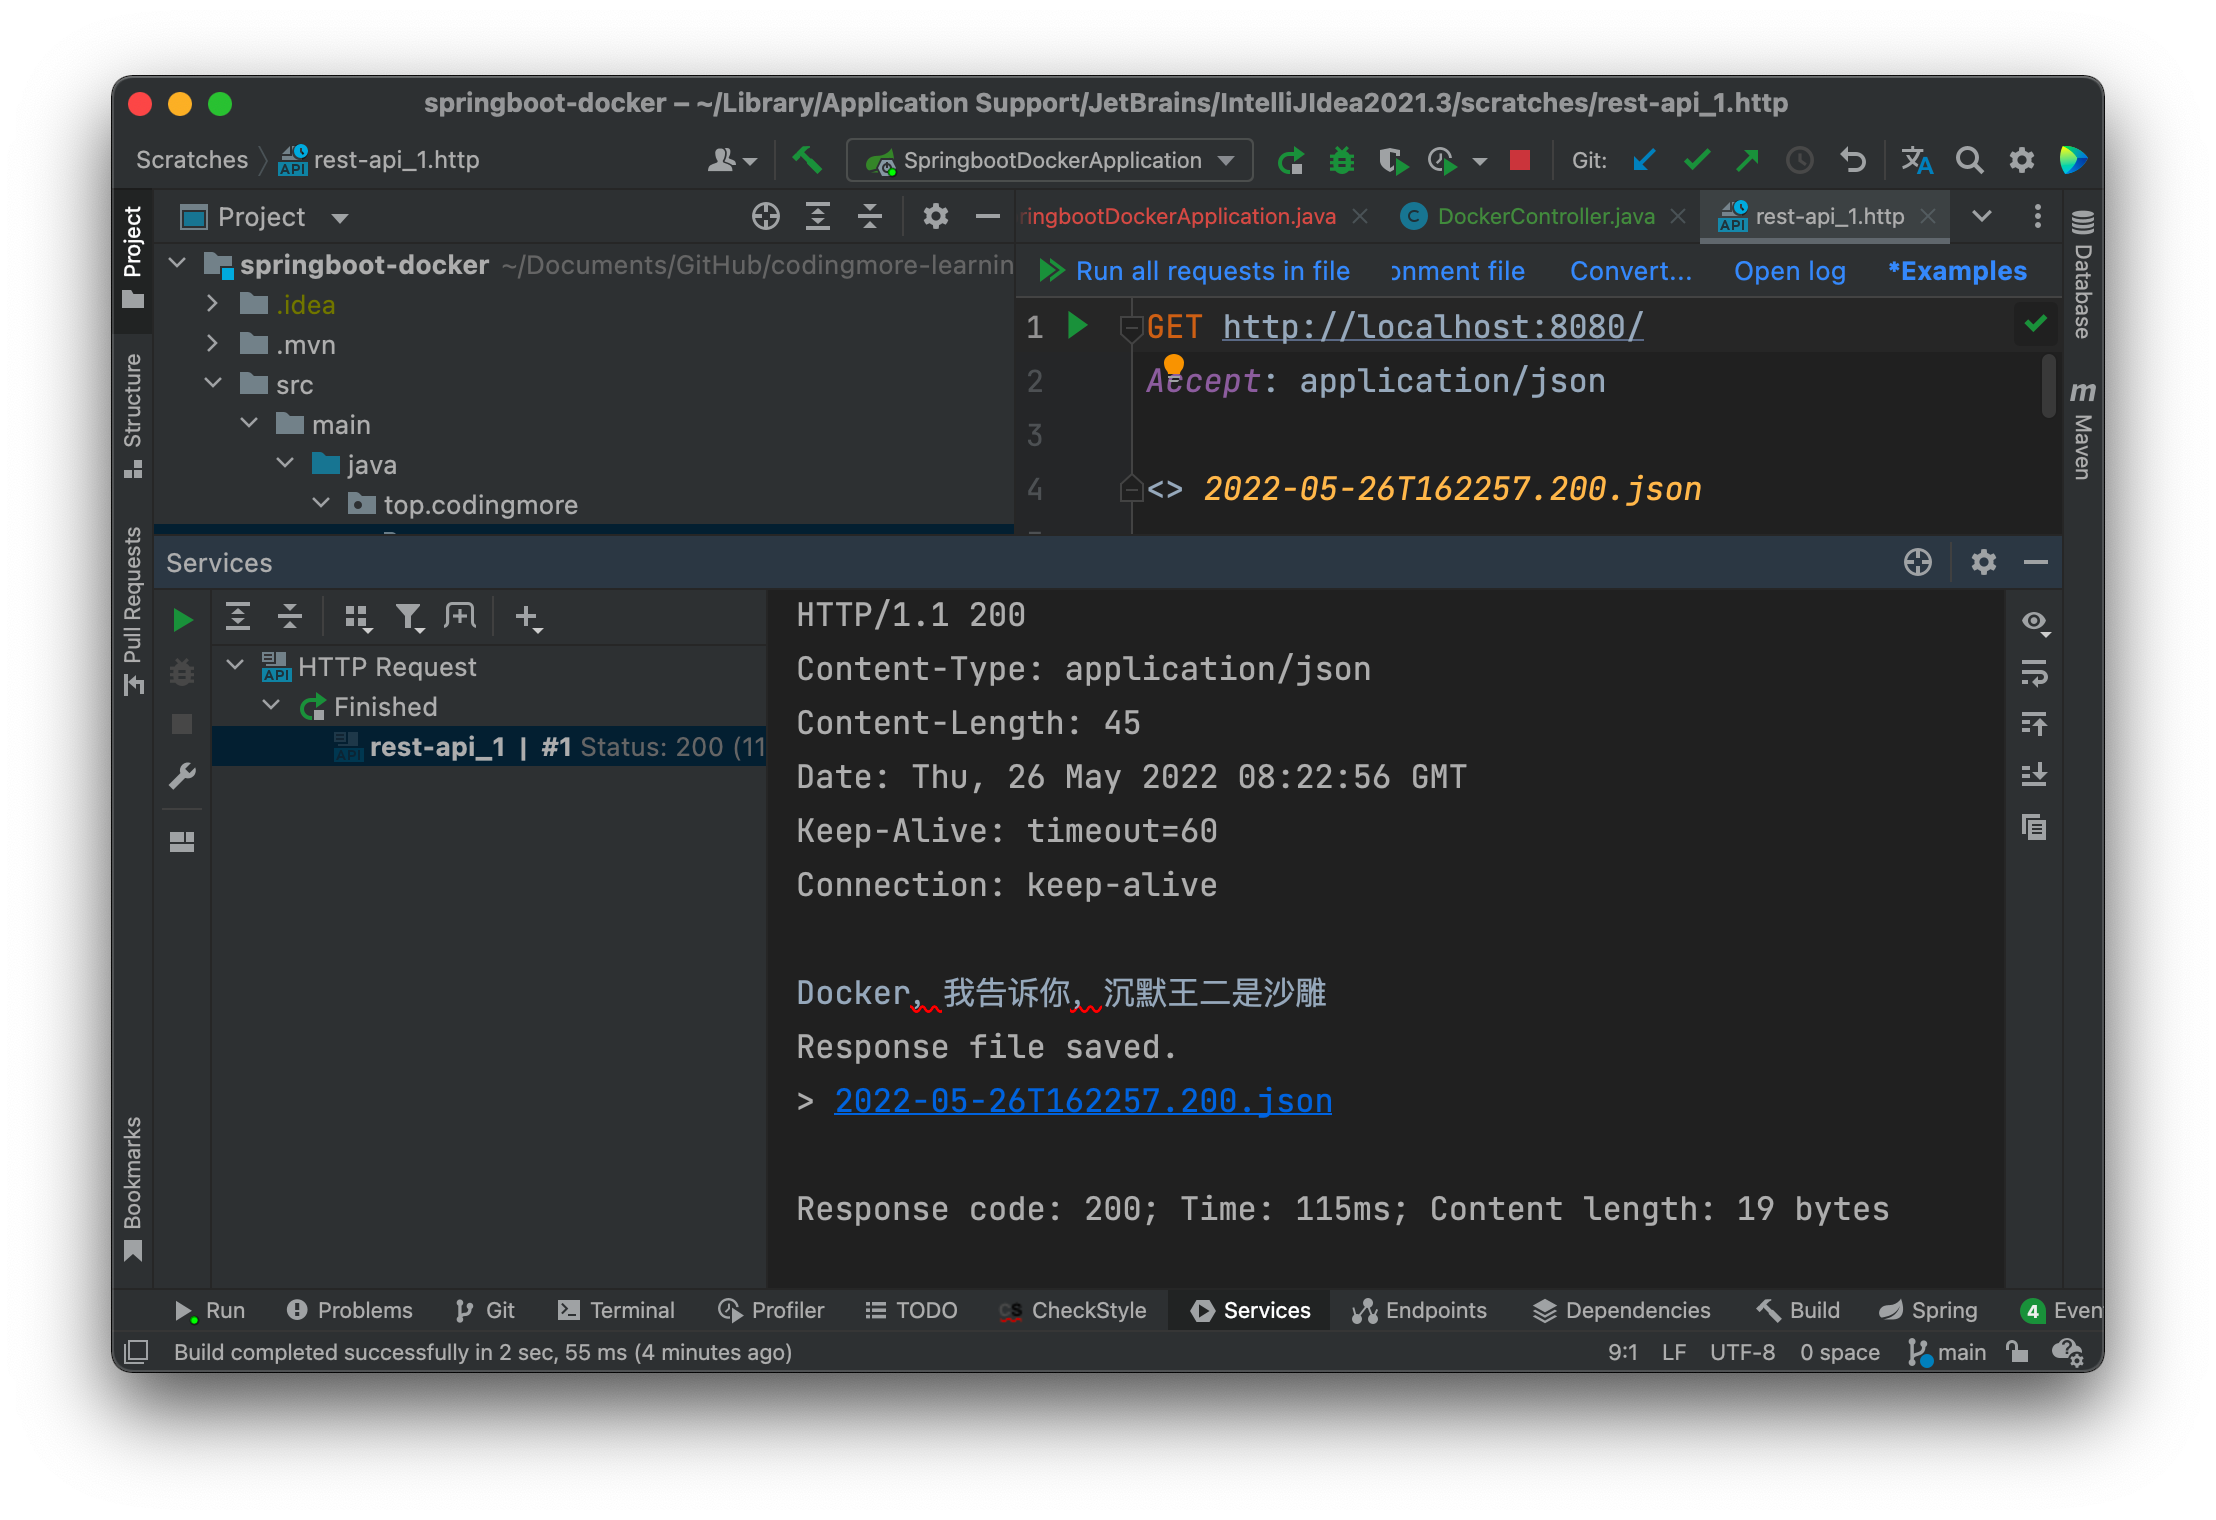 springboot-docker – ~/Library/Application Support/JetBrains/IntelliJIdea2021.3/scratches/rest-api_1.http
Scratches
API
rest-api_1.http
SpringbootDockerApplication
Git:
Project
Project
ringbootDockerApplication.java
C
DockerController.java
API
rest-api_1.http
Database
springboot-docker ~/Documents/GitHub/codingmore-learnin
Run all requests in file
onment file
Convert...
Open log
*Examples
.idea
1 GET http://localhost:8080/
.mvn
src
2 Accept: application/json
m
Maven
Structure
main
3
java
4 <> 2022-05-26T162257.200.json
top.codingmore
Pull Requests
Services
HTTP/1.1 200
API
HTTP Request
Content-Type: application/json
Finished
Content-Length: 45
API
rest-api_1 | #1 Status: 200 (11
Date: Thu, 26 May 2022 08:22:56 GMT
Keep-Alive: timeout=60
Connection: keep-alive
Docker，我告诉你，沉默王二是沙雕
Response file saved.
> 2022-05-26T162257.200.json
Bookmarks
Response code: 200; Time: 115ms; Content length: 19 bytes
Run
Problems
Git
Terminal
Profiler
TODO
CS
CheckStyle
Services
Endpoints
Dependencies
Build
Spring
4
Even
Build completed successfully in 2 sec, 55 ms (4 minutes ago)
9:1
LF
UTF-8
0 space
main